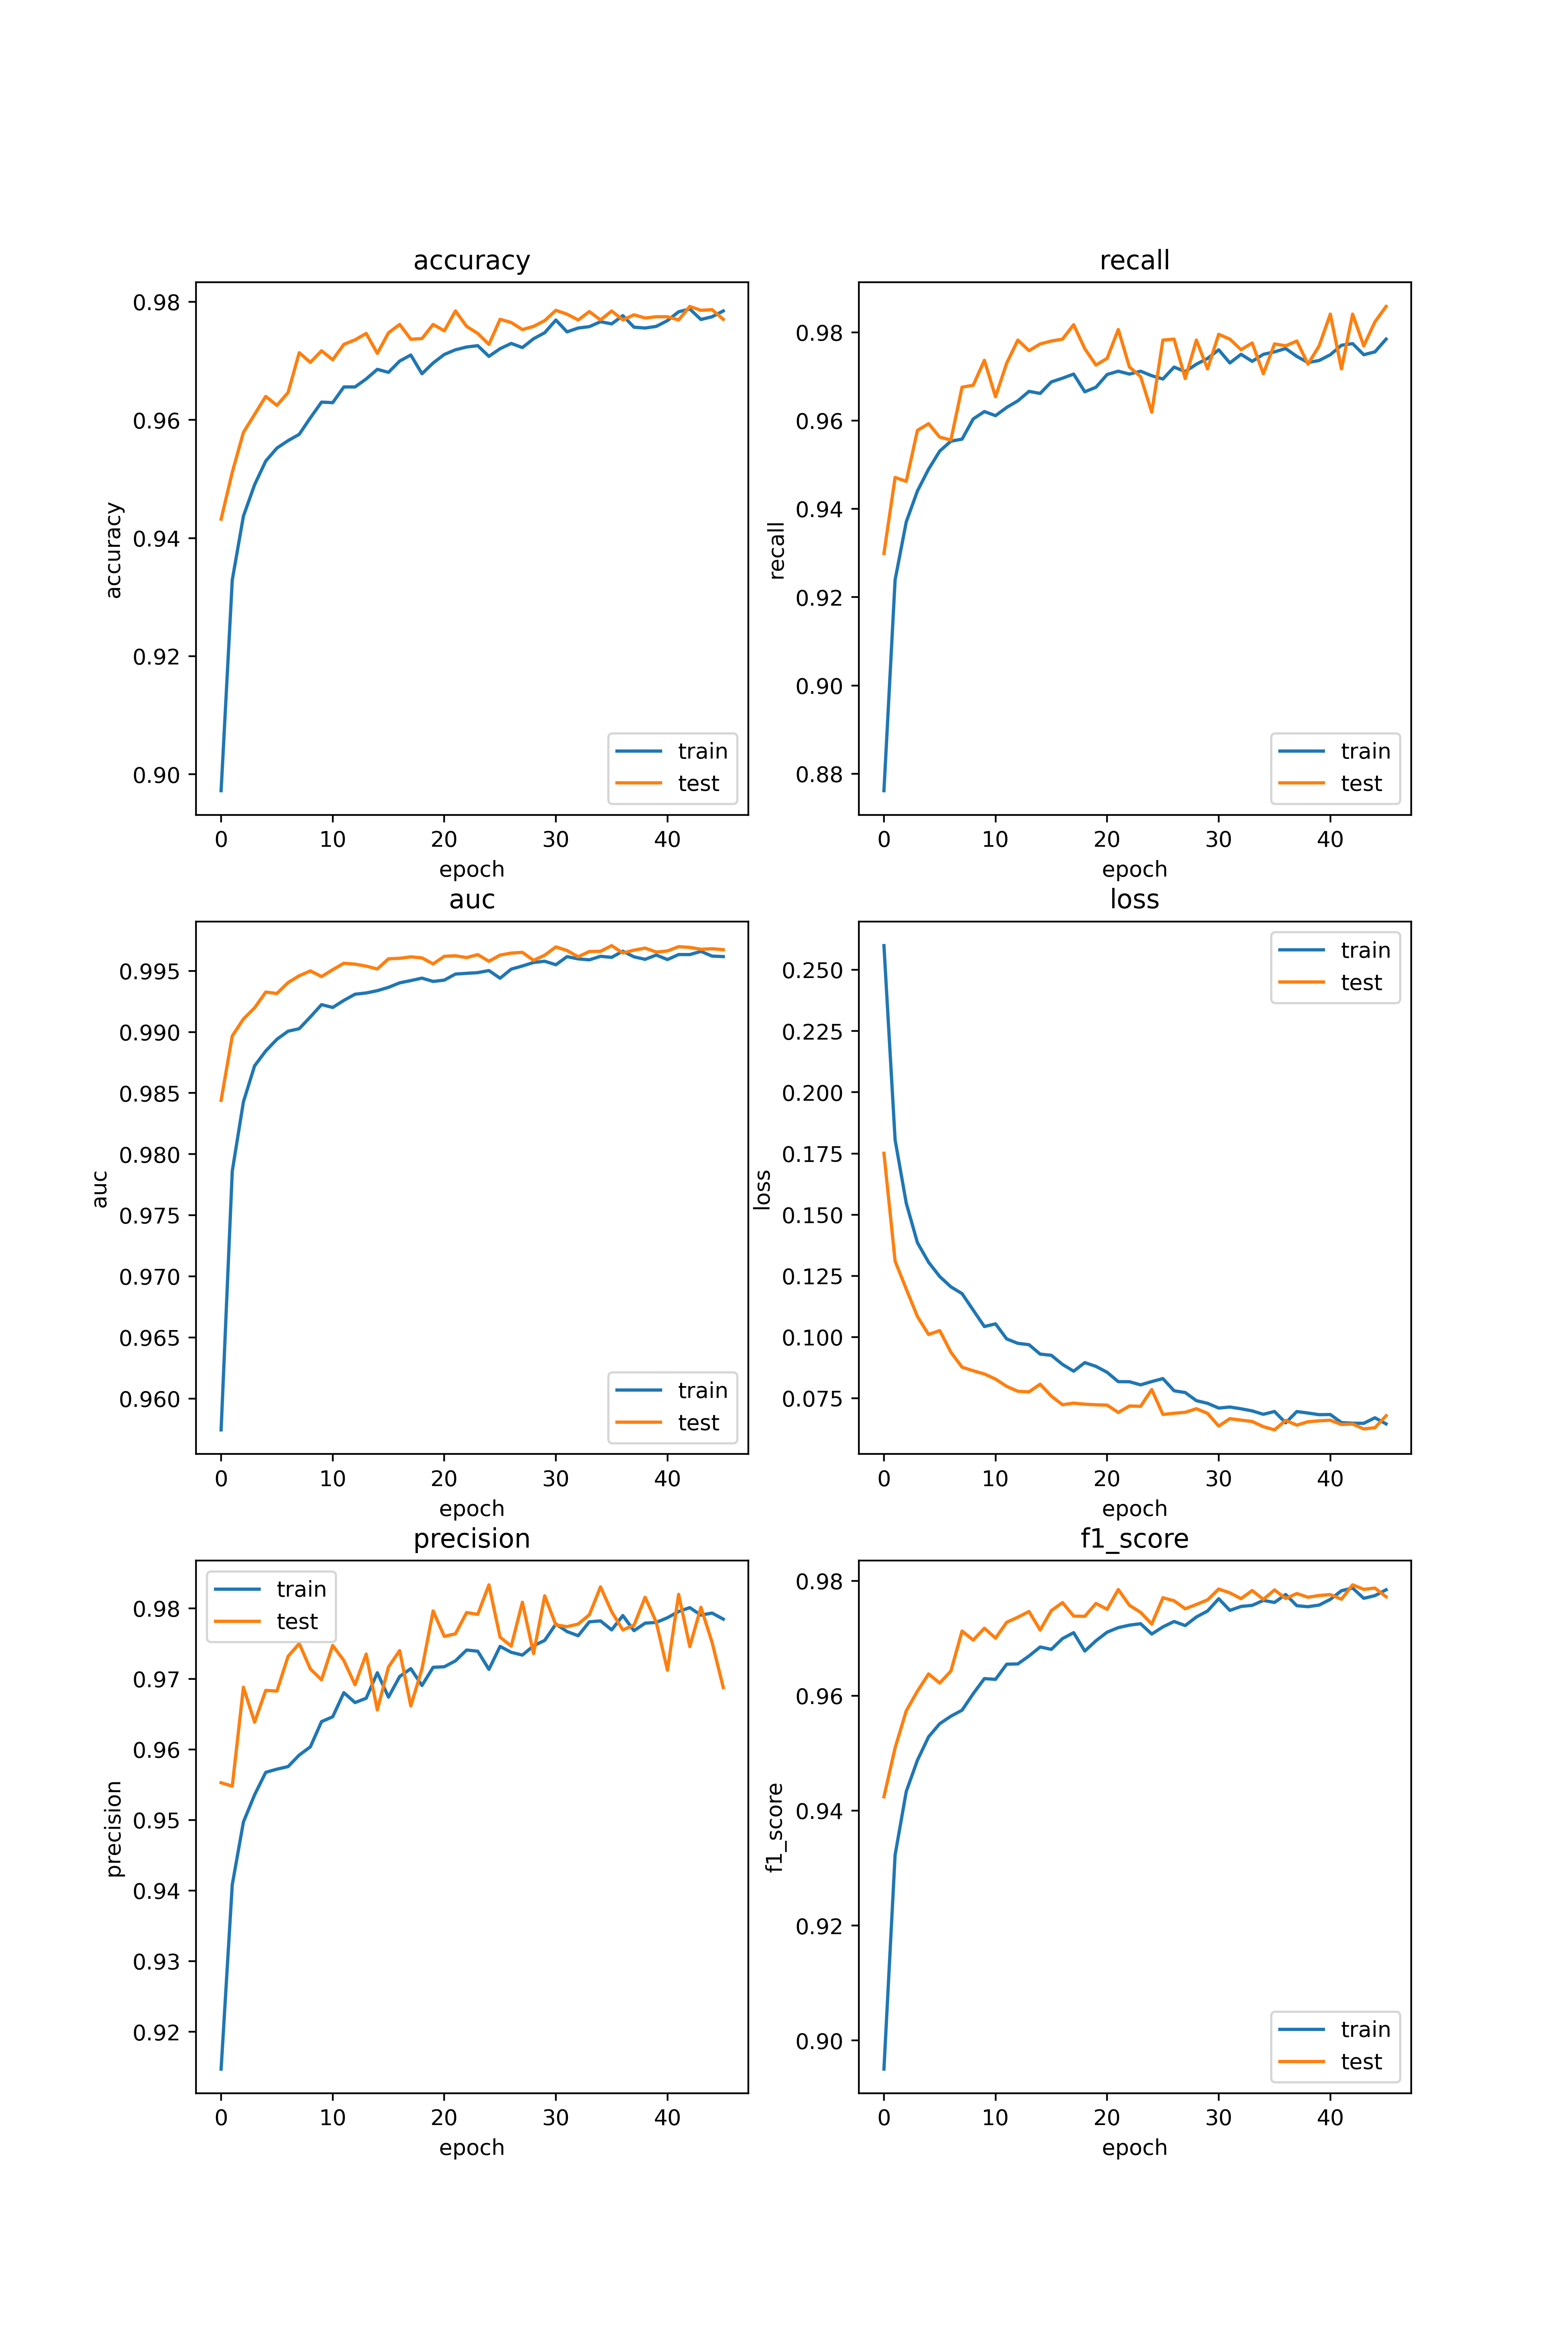 accuracy
accuracy
0.98
0.96
0.94
0.92
0.90
0 10 20 30 40
epoch
train
test
recall
recall
0.98
0.96
0.94
0.92
0.90
0.88
0 10 20 30 40
epoch
train
test
auc
auc
0.995
0.990
0.985
0.980
0.975
0.970
0.965
0.960
0 10 20 30 40
epoch
train
test
loss
loss
0.250
0.225
0.200
0.175
0.150
0.125
0.100
0.075
0 10 20 30 40
epoch
train
test
precision
precision
0.98
0.97
0.96
0.95
0.94
0.93
0.92
0 10 20 30 40
epoch
train
test
f1_score
f1_score
0.98
0.96
0.94
0.92
0.90
0 10 20 30 40
epoch
train
test